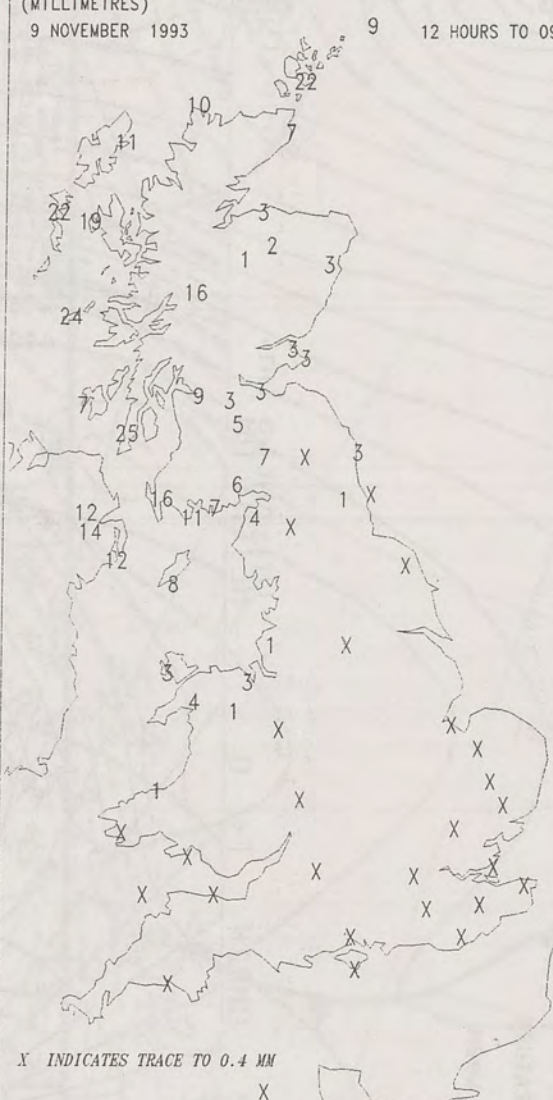 (MILLIMETRES)
9 NOVEMBER 1993 9 12 HOURS TO 09
22
10
11 7
22 19 3
1 2 3
16
24
3
3
7 9 3 3
25 5
7 X 3
6
16 7 1 X
12 11 4
14 X
12 X
8
1 X
3 3
4 1
X X
X
1 X X
X
X X
X
X X X
X X X
X X
X X
X
X
X INDICATES TRACE TO 0.4 MM
X